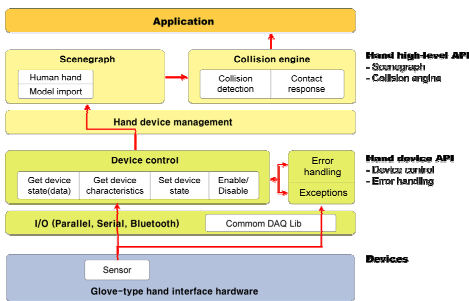 Application
Scenegraph
Human hand
Model import
Collision engine
Collision
detection
Contact
response
Hand high-level API
- Scenegraph
- Collision engine
Hand device management
Device control
Get device
state(data)
Get device
characteristics
Set device
state
Enable/
Disable
Error
handling
Exceptions
Hand device API
- Device control
- Error handling
I/O (Parallel, Serial, Bluetooth)
Commom DAQ Lib
Sensor
Glove-type hand interface hardware
Devices